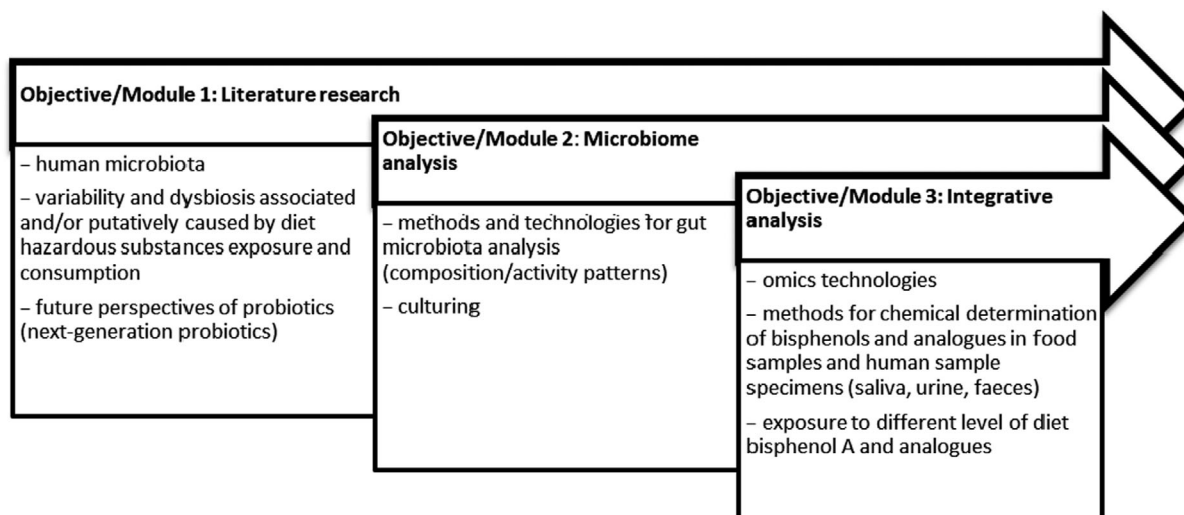 Objective/Module 1: Literature research
– human microbiota
– variability and dysbiosis associated
and/or putatively caused by diet
hazardous substances exposure and
consumption
– future perspectives of probiotics
(next-generation probiotics)
Objective/Module 2: Microbiome
analysis
– methods and technologies for gut
microbiota analysis
(composition/activity patterns)
– culturing
Objective/Module 3: Integrative
analysis
– omics technologies
– methods for chemical determination
of bisphenols and analogues in food
samples and human sample
specimens (saliva, urine, faeces)
– exposure to different level of diet
bisphenol A and analogues